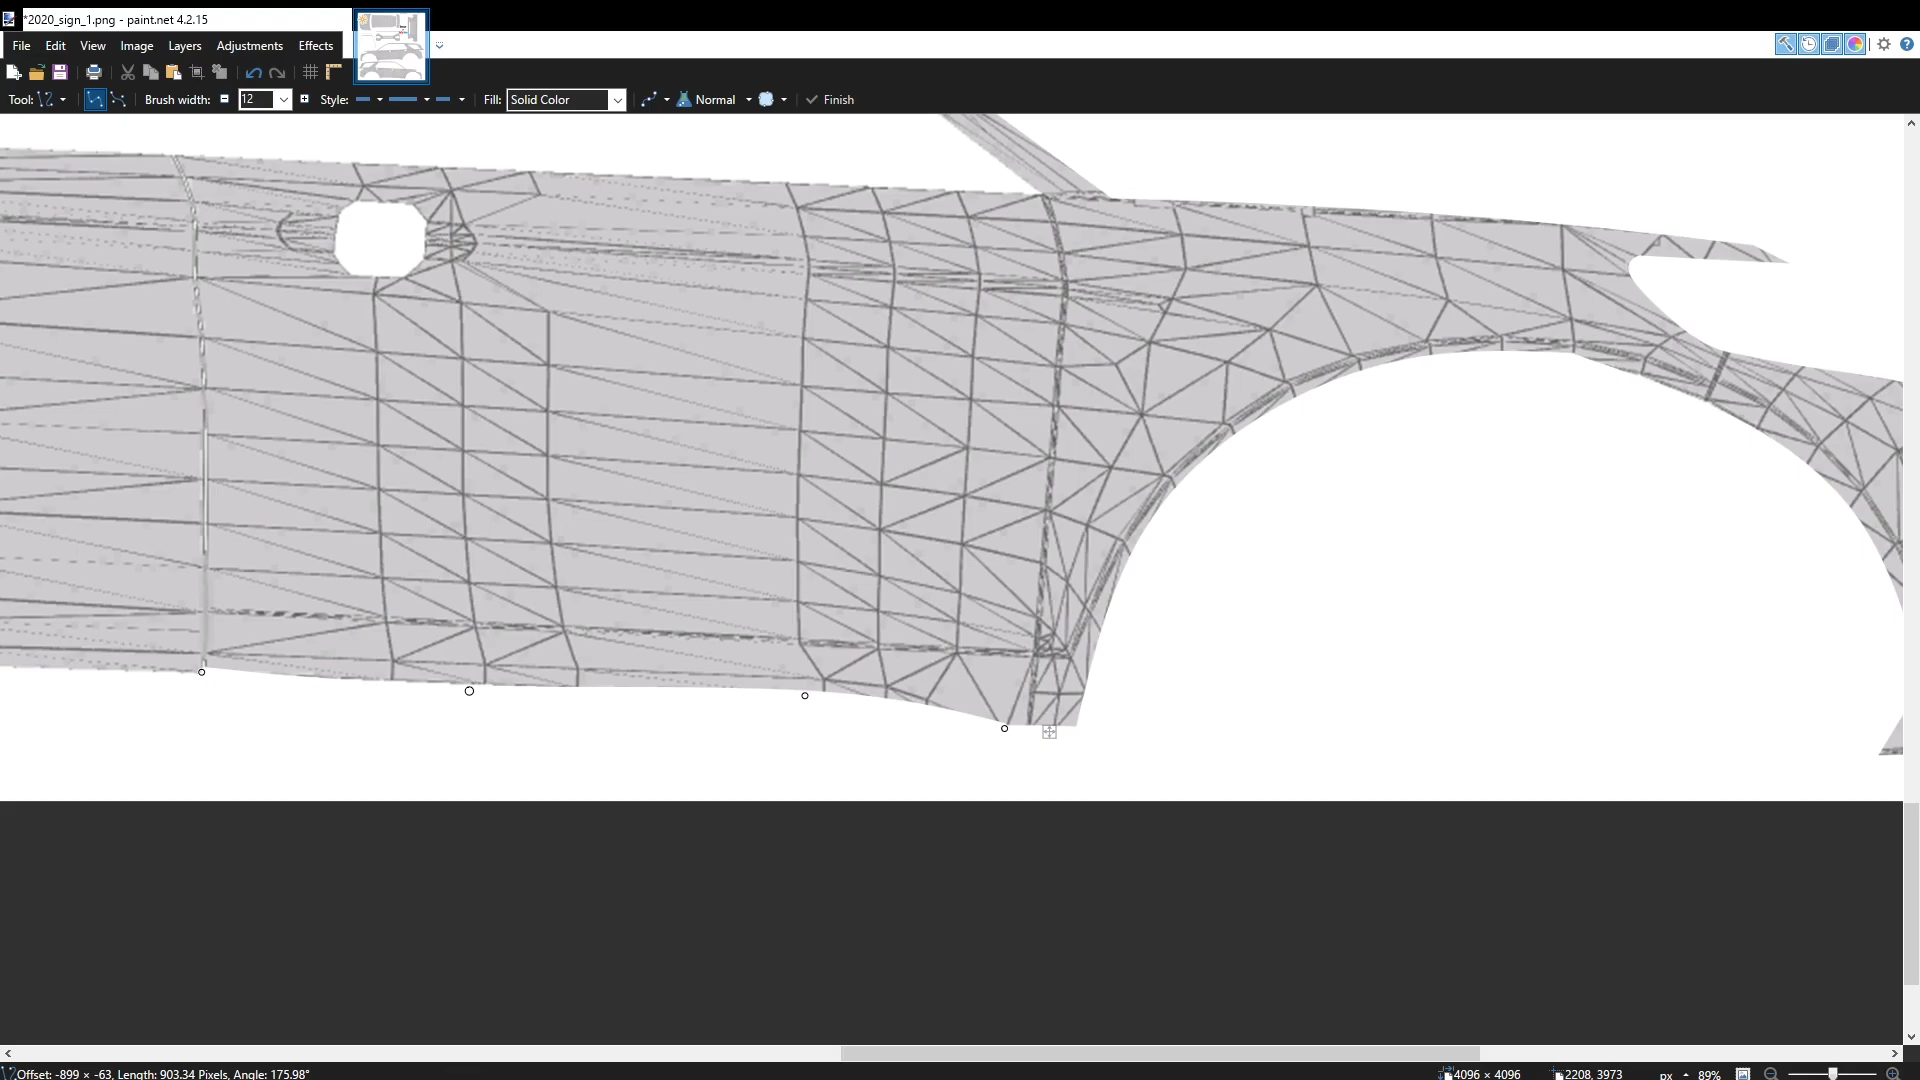 *2020_sign_1.png - paint.net 4.2.15
File Edit View Image Layers Adjustments Effects
Tool: Brush width: 12 Style: Fill: Solid Color Normal Finish
Offset: -899 × -63, Length: 903.34 Pixels, Angle: 175.98° 4096 × 4096 2208, 3973 px 89%